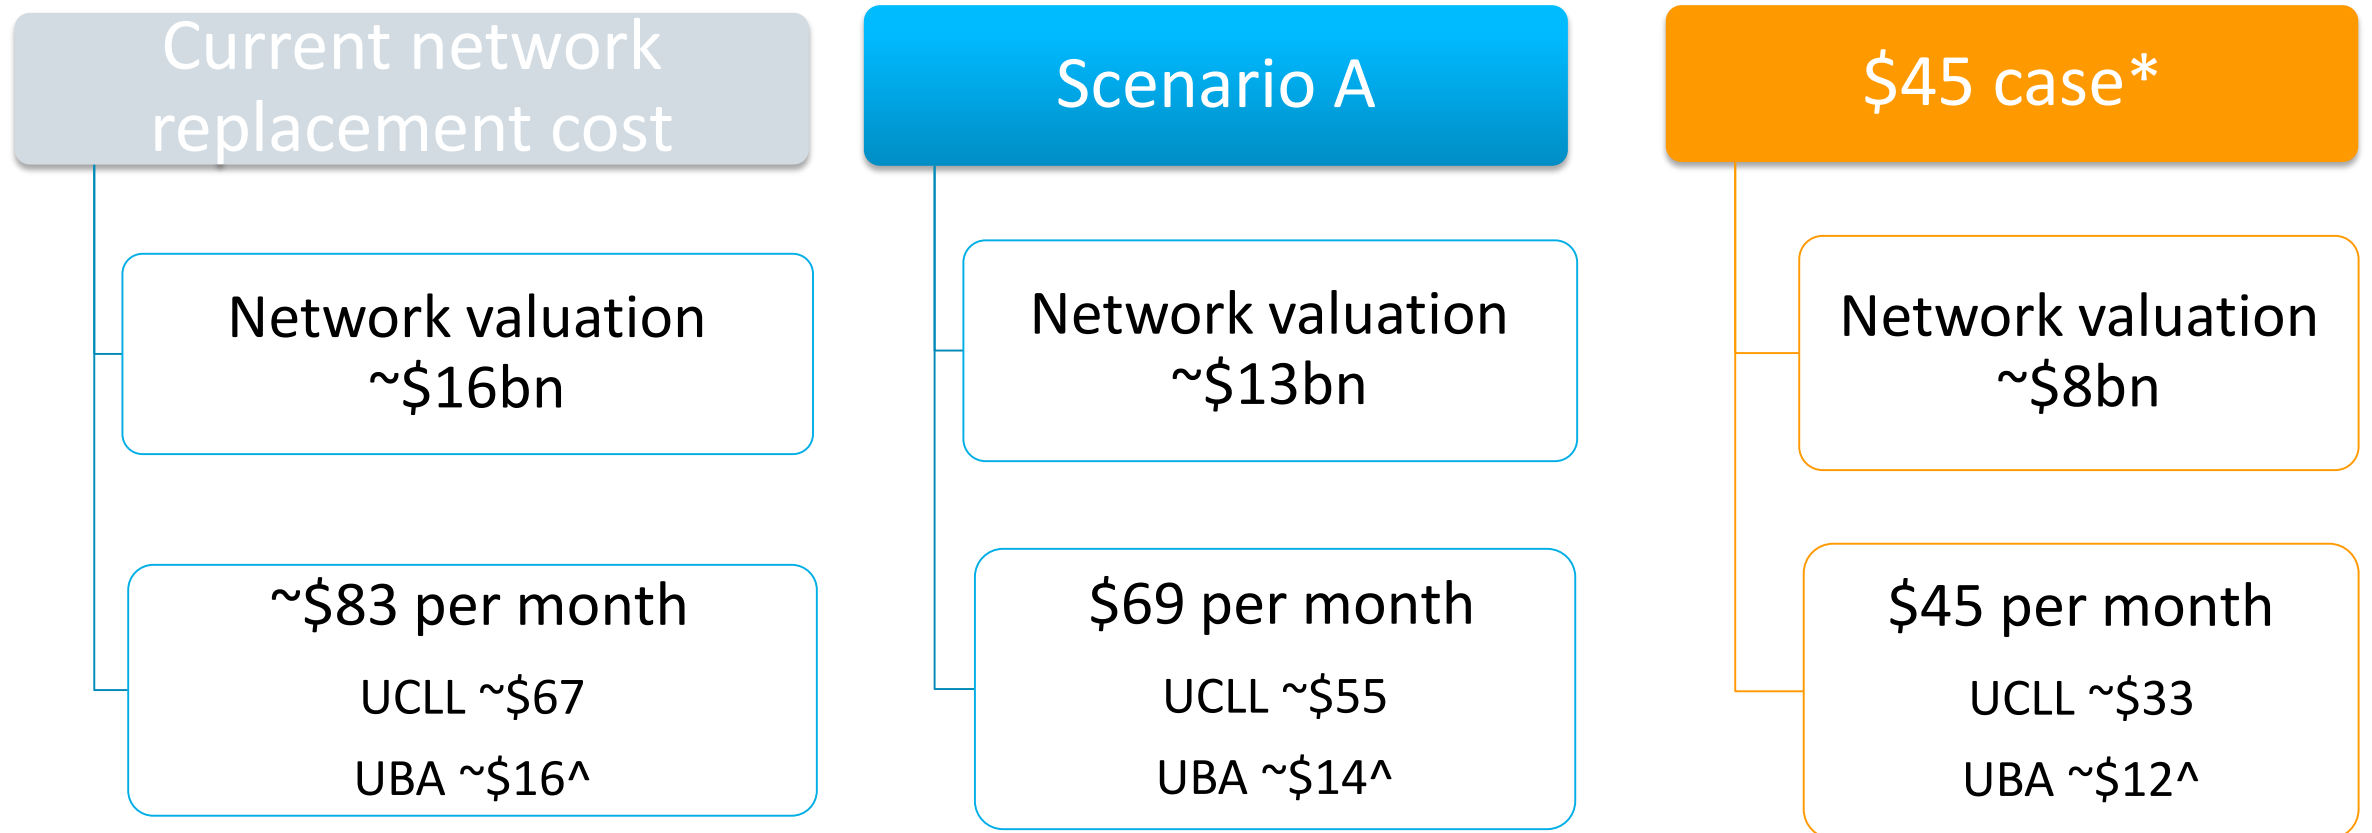 Current network
replacement cost
Network valuation
~$16bn
~$83 per month
UCLL ~$67
UBA ~$16^
Scenario A
Network valuation
~$13bn
$69 per month
UCLL ~$55
UBA ~$14^
$45 case*
Network valuation
~$8bn
$45 per month
UCLL ~$33
UBA ~$12^